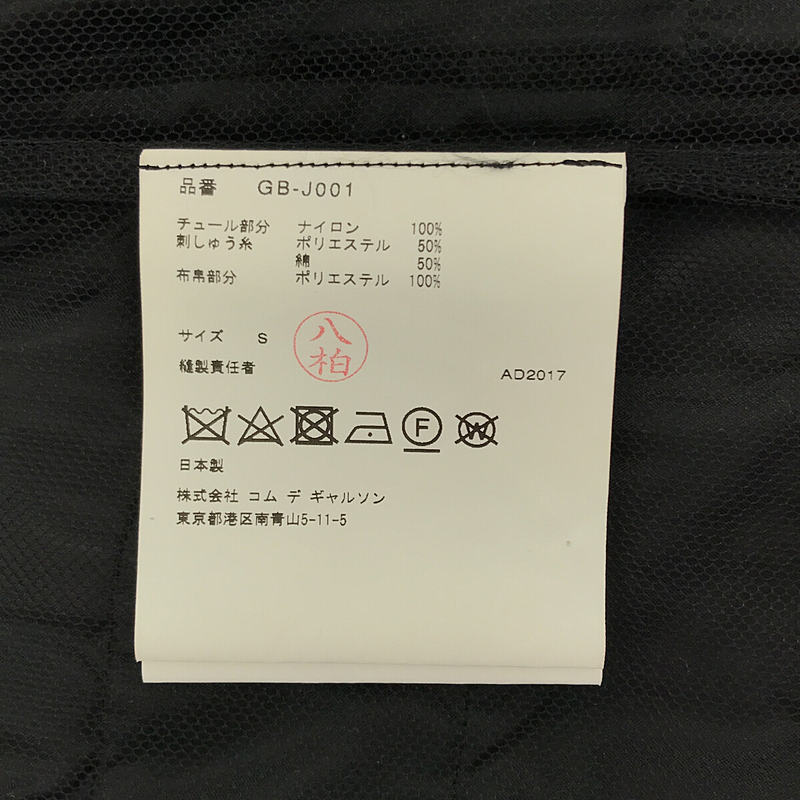 品番 GB-J001
チュール部分 ナイロン 100%
刺しゅう糸 ポリエステル 50%
綿 50%
布帛部分 ポリエステル 100%
サイズ S
八柏
縫製責任者
AD2017
F
W
日本製
株式会社 コム デ ギャルソン
東京都港区南青山5-11-5